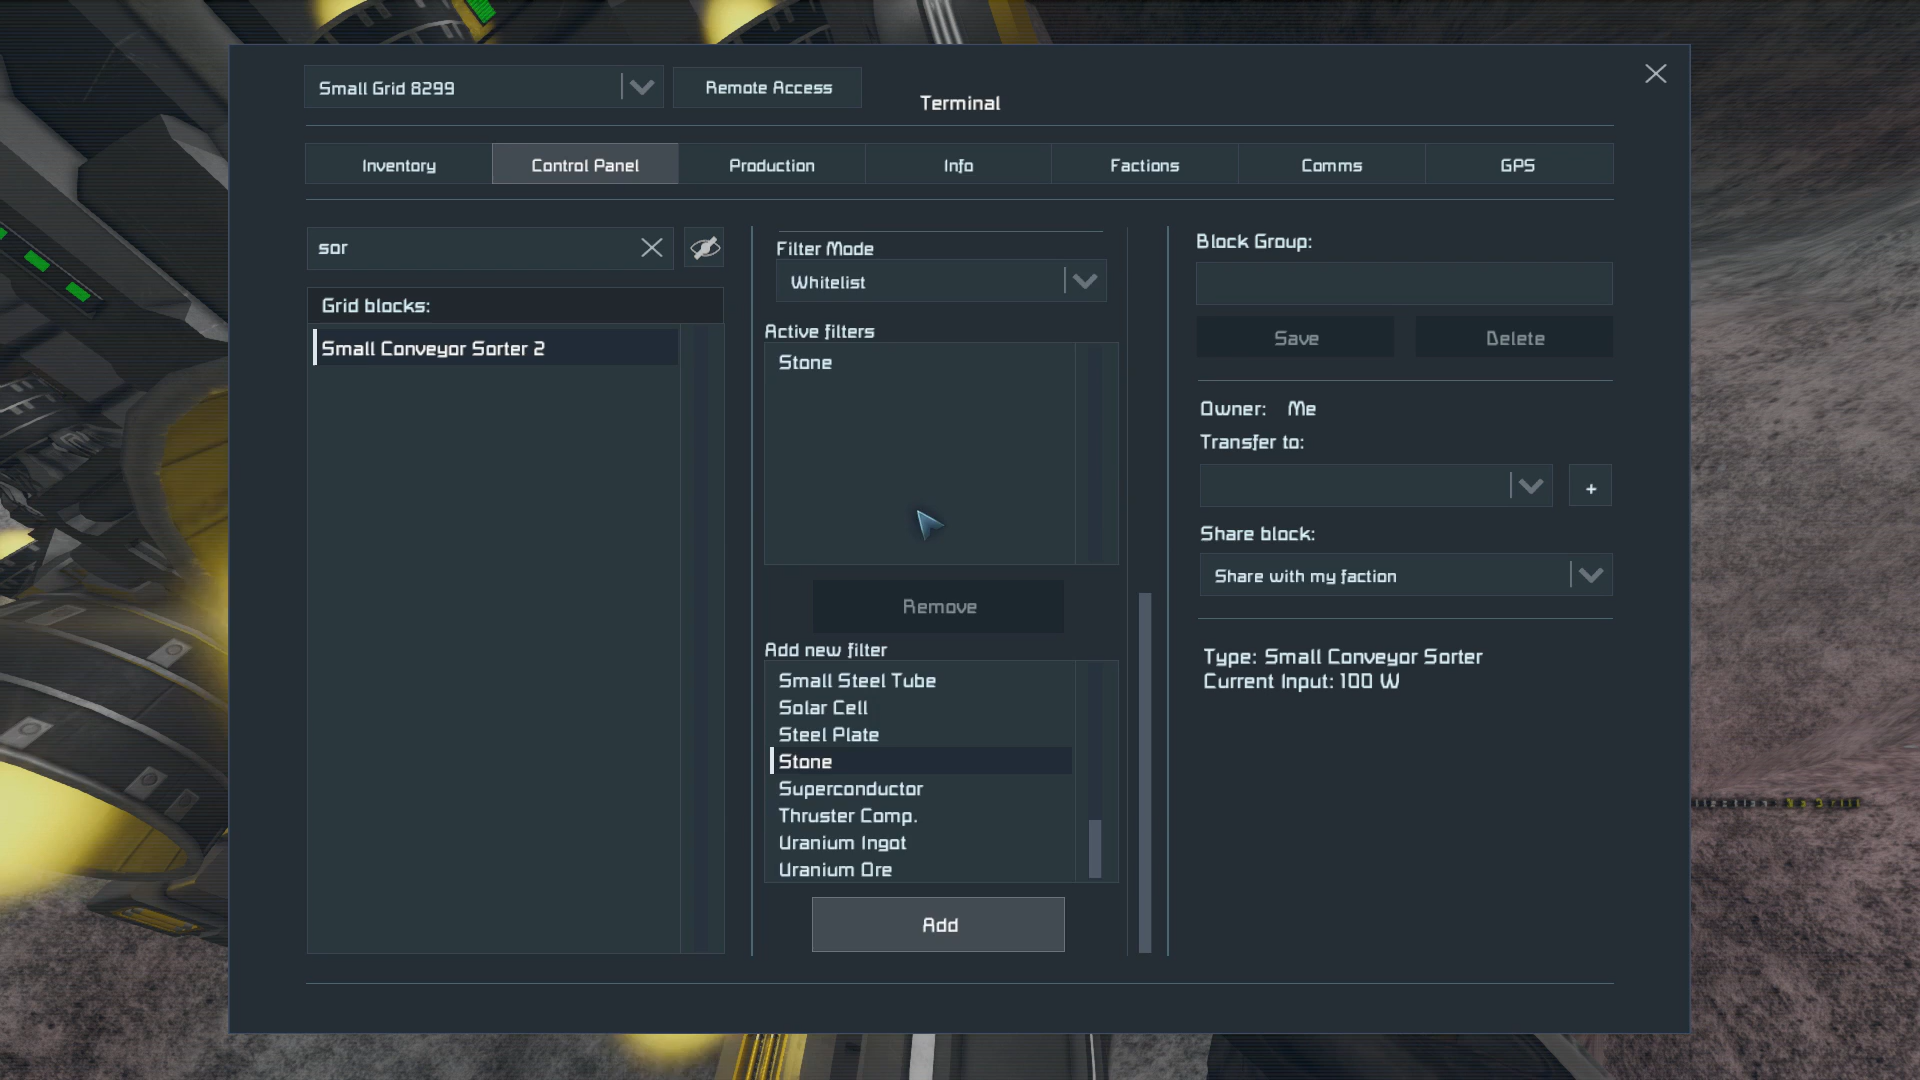 Small Grid 8299
Remote Access
Terminal
Inventory
Control Panel
Production
Info
Factions
Comms
GPS
sor
Grid blocks:
Small Conveyor Sorter 2
Filter Mode
Whitelist
Active filters
Stone
Remove
Add new filter
Small Steel Tube
Solar Cell
Steel Plate
Stone
Superconductor
Thruster Comp.
Uranium Ingot
Uranium Ore
Add
Block Group:
Save
Delete
Owner: Me
Transfer to:
+
Share block:
Share with my faction
Type: Small Conveyor Sorter
Current Input: 100 W